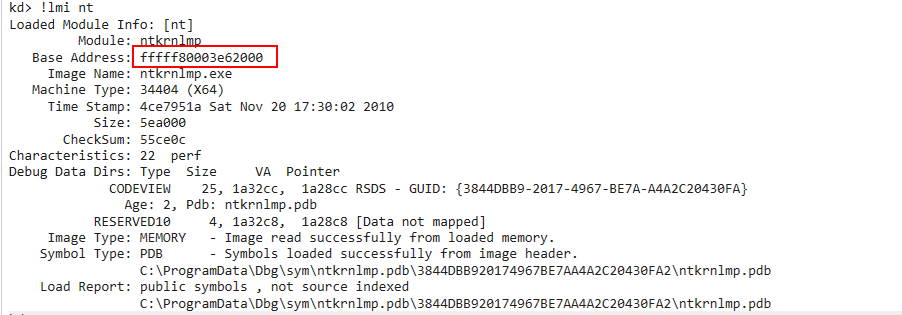 kd> !lmi nt
Loaded Module Info: [nt]
Module: ntkrnlmp
Base Address: fffff80003e62000
Image Name: ntkrnlmp.exe
Machine Type: 34404 (X64)
Time Stamp: 4ce7951a Sat Nov 20 17:30:02 2010
Size: 5ea000
CheckSum: 55ce0c
Characteristics: 22 perf
Debug Data Dirs: Type Size VA Pointer
CODEVIEW 25, 1a32cc, 1a28cc RSDS - GUID: {3844DBB9-2017-4967-BE7A-A4A2C20430FA}
Age: 2, Pdb: ntkrnlmp.pdb
RESERVED10 4, 1a32c8, 1a28c8 [Data not mapped]
Image Type: MEMORY - Image read successfully from loaded memory.
Symbol Type: PDB - Symbols loaded successfully from image header.
C:\ProgramData\Dbg\sym\ntkrnlmp.pdb\3844DBB920174967BE7AA4A2C20430FA2\ntkrnlmp.pdb
Load Report: public symbols , not source indexed
C:\ProgramData\Dbg\sym\ntkrnlmp.pdb\3844DBB920174967BE7AA4A2C20430FA2\ntkrnlmp.pdb